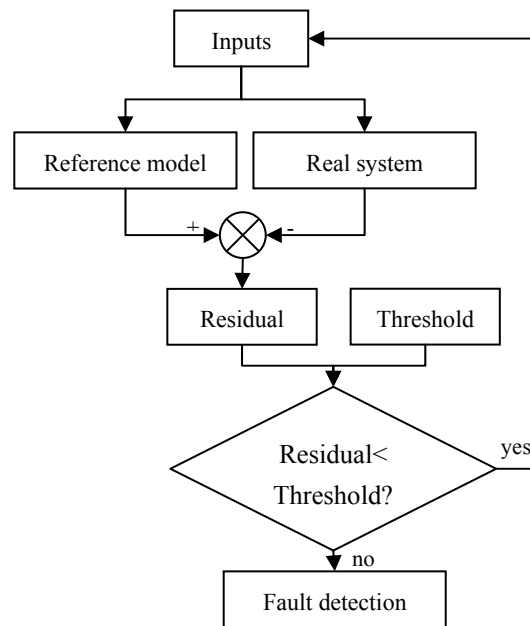 Inputs
Reference model
Real system
+
-
Residual
Threshold
Residual<
Threshold?
yes
no
Fault detection